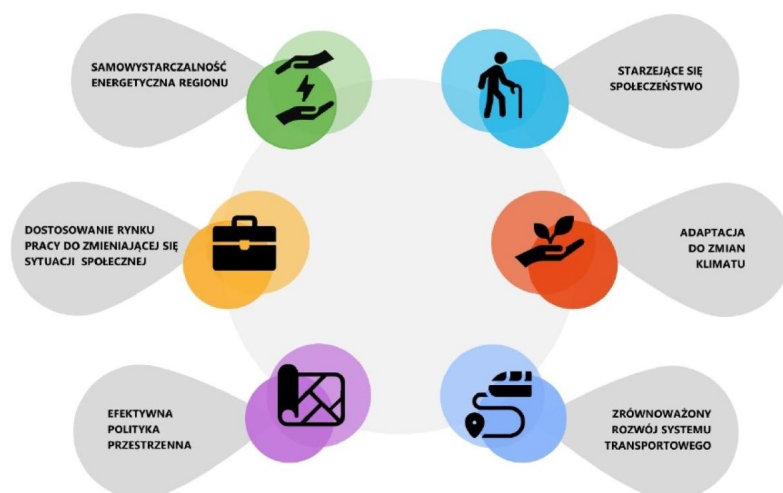 SAMOWYSTARCZALNOŚĆ
ENERGETYCZNA REGIONU
STARZEJĄCE SIĘ
SPOŁECZEŃSTWO
DOSTOSOWANIE RYNKU
PRACY DO ZMIENIAJĄCEJ SIĘ
SYTUACJI SPOŁECZNEJ
ADAPTACJA
DO ZMIAN
KLIMATU
EFEKTYWNA
POLITYKA
PRZESTRZENNA
ZRÓWNOWAŻONY
ROZWÓJ SYSTEMU
TRANSPORTOWEGO